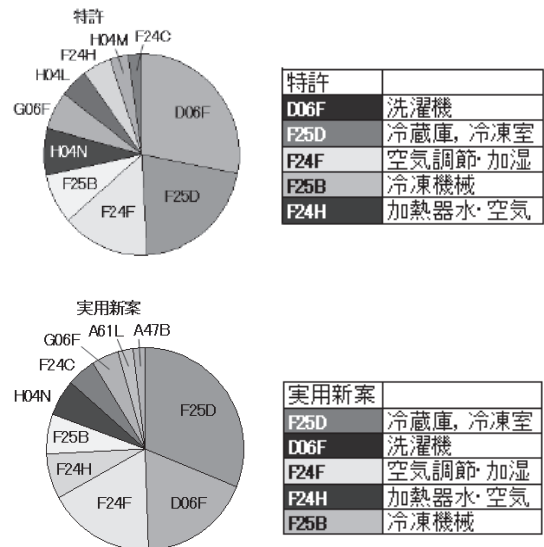 特許
H04M F24C
F24H
H04L
G06F
H04N
F25B
F24F
F25D
D06F
特許
D06F 洗濯機
F25D 冷蔵庫, 冷凍室
F24F 空気調節・加湿
F25B 冷凍機械
F24H 加熱器水・空気
実用新案
A61L A47B
G06F
F24C
H04N
F25B
F24H
F24F
D06F
F25D
実用新案
F25D 冷蔵庫, 冷凍室
D06F 洗濯機
F24F 空気調節・加湿
F24H 加熱器水・空気
F25B 冷凍機械